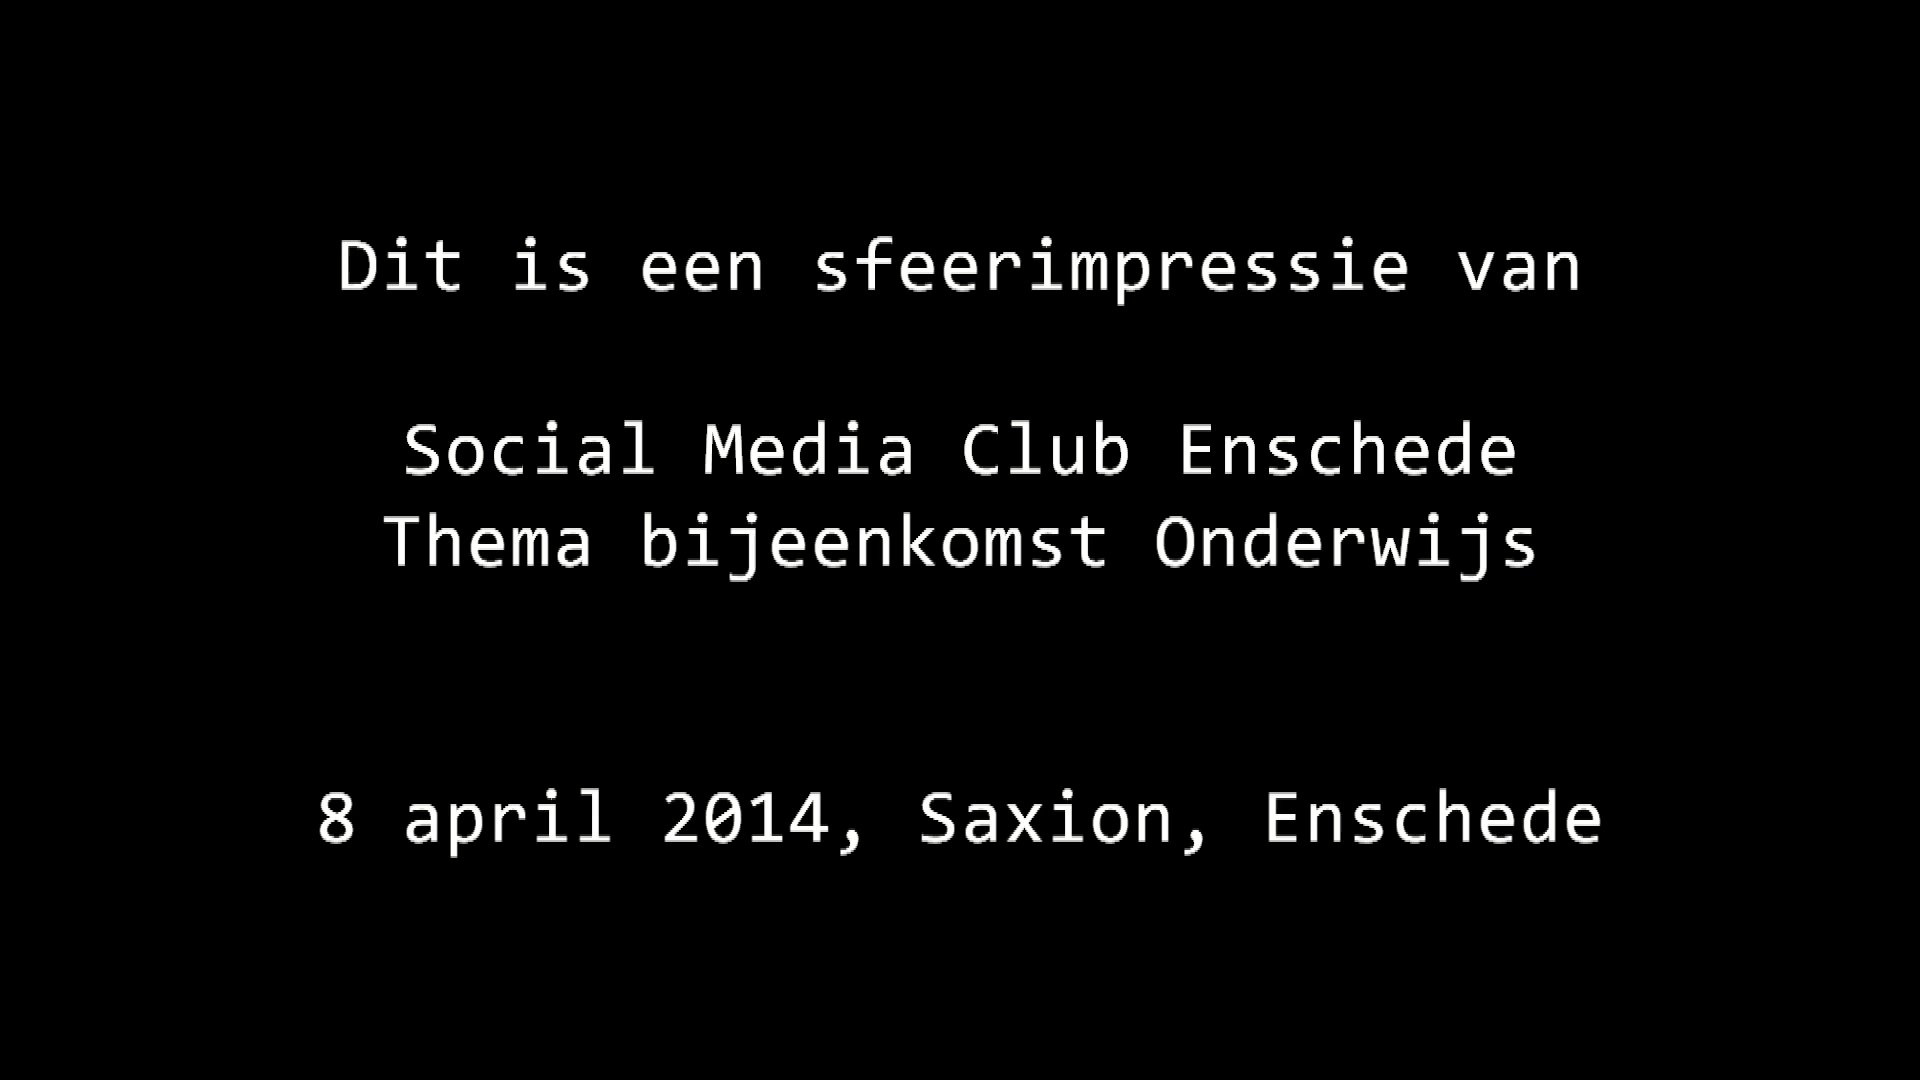 Dit is een sfeerimpressie van
Social Media Club Enschede
Thema bijeenkomst Onderwijs
8 april 2014, Saxion, Enschede